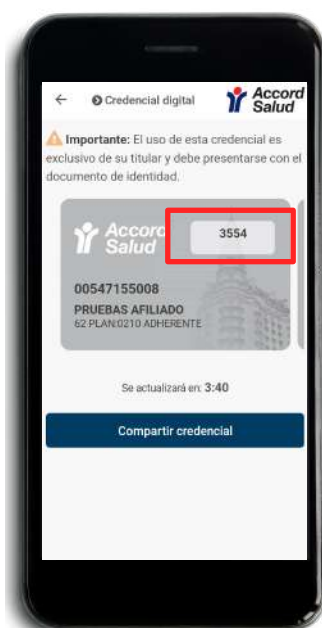 ← Credencial digital
Accord
Salud
Importante: El uso de esta credencial es
exclusivo de su titular y debe presentarse con el
documento de identidad.
Accord
Salud
3554
00547155008
PRUEBAS AFILIADO
62 PLAN:0210 ADHERENTE
Se actualizará en: 3:40
Compartir credencial